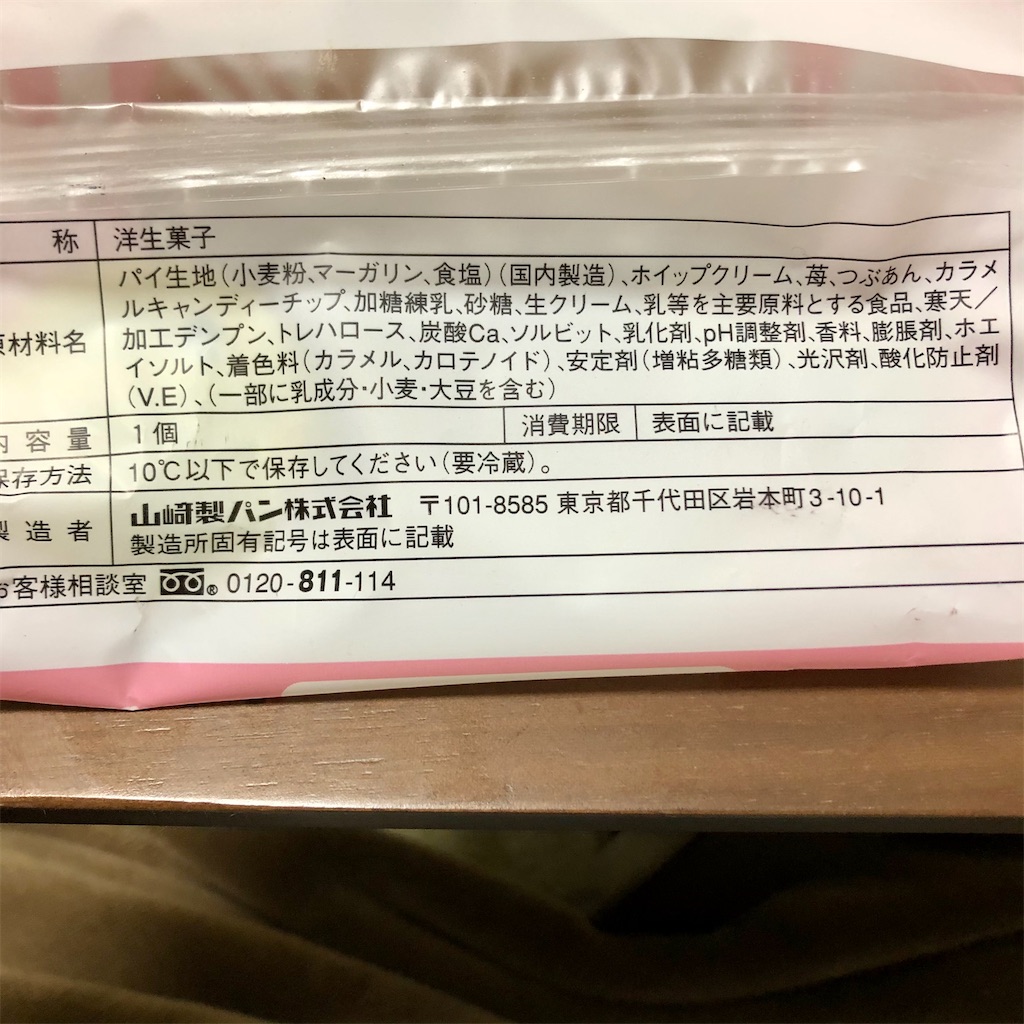 称 洋生菓子
パイ生地(小麦粉、マーガリン、食塩)(国内製造)、ホイップクリーム、苺、つぶあん、カラメ
ルキャンディーチップ、加糖練乳、砂糖、生クリーム、乳等を主要原料とする食品、寒天/
原材料名 加工デンプン、トレハロース、炭酸Ca、ソルビット、乳化剤、pH調整剤、香料、膨脹剤、ホエ
イソルト、着色料(カラメル、カロテノイド)、安定剤(増粘多糖類)、光沢剤、酸化防止剤
(V.E)、(一部に乳成分・小麦・大豆を含む)
内容量 1個 消費期限 表面に記載
保存方法 10℃以下で保存してください(要冷蔵)。
製造者 山崎製パン株式会社 〒101-8585 東京都千代田区岩本町3-10-1
製造所固有記号は表面に記載
お客様相談室 ® 0120-811-114